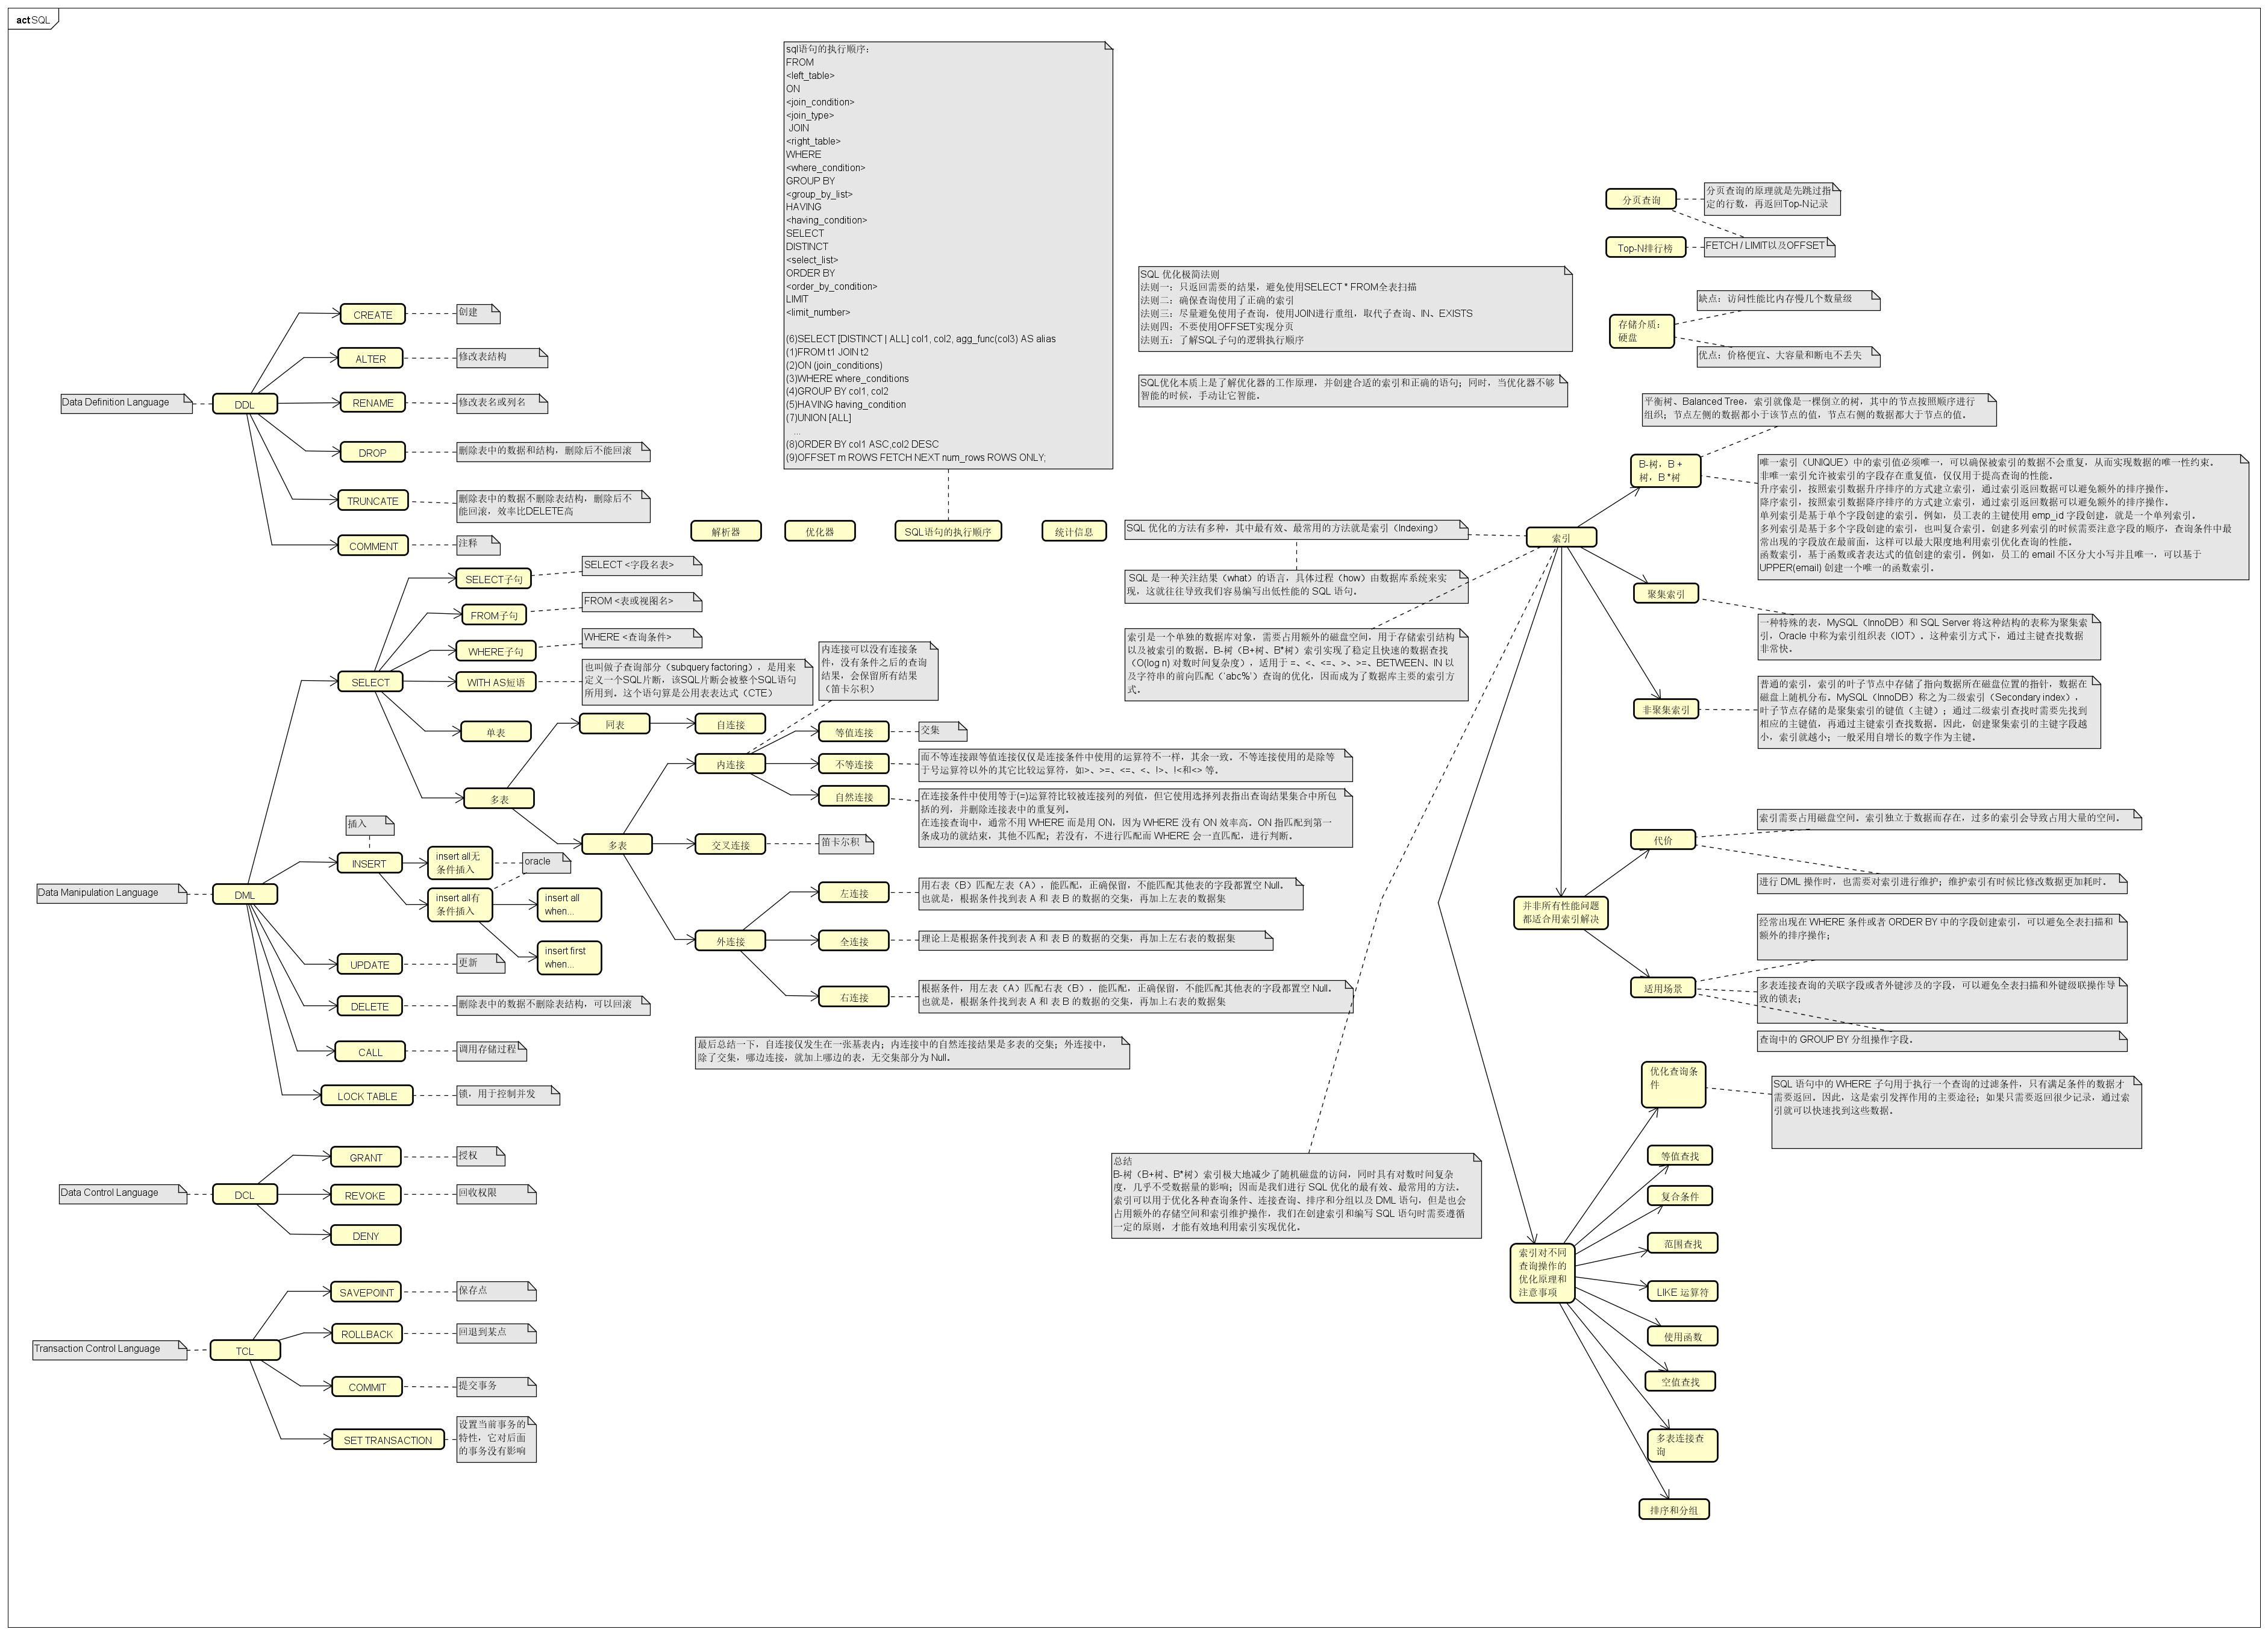 act SQL
sql语句的执行顺序：
FROM
<left_table>
ON
<join_condition>
<join_type>
JOIN
<right_table>
WHERE
<where_condition>
GROUP BY
<group_by_list>
HAVING
<having_condition>
SELECT
DISTINCT
<select_list>
ORDER BY
<order_by_condition>
LIMIT
<limit_number>
(6)SELECT [DISTINCT | ALL] col1, col2, agg_func(col3) AS alias
(1)FROM t1 JOIN t2
(2)ON (join_conditions)
(3)WHERE where_conditions
(4)GROUP BY col1, col2
(5)HAVING having_condition
(7)UNION [ALL]
...
(8)ORDER BY col1 ASC,col2 DESC
(9)OFFSET m ROWS FETCH NEXT num_rows ROWS ONLY;
解析器
优化器
SQL语句的执行顺序
统计信息
Data Definition Language
DDL
CREATE
创建
ALTER
修改表结构
RENAME
修改表名或列名
DROP
删除表中的数据和结构，删除后不能回滚
TRUNCATE
删除表中的数据不删除表结构，删除后不
能回滚，效率比DELETE高
COMMENT
注释
Data Manipulation Language
DML
SELECT
SELECT子句
SELECT <字段名表>
FROM子句
FROM <表或视图名>
WHERE子句
WHERE <查询条件>
WITH AS短语
也叫做子查询部分（subquery factoring），是用来
定义一个SQL片断，该SQL片断会被整个SQL语句
所用到。这个语句算是公用表表达式（CTE）
单表
多表
同表
自连接
多表
内连接
内连接可以没有连接条
件，没有条件之后的查询
结果，会保留所有结果
（笛卡尔积）
等值连接
交集
不等连接
而不等连接跟等值连接仅仅是连接条件中使用的运算符不一样，其余一致。不等连接使用的是除等
于号运算符以外的其它比较运算符，如>、>=、<=、<、!>、!<和<> 等。
自然连接
在连接条件中使用等于(=)运算符比较被连接列的列值，但它使用选择列表指出查询结果集合中所包
括的列，并删除连接表中的重复列。
在连接查询中，通常不用 WHERE 而是用 ON，因为 WHERE 没有 ON 效率高。ON 指匹配到第一
条成功的就结束，其他不匹配；若没有，不进行匹配而 WHERE 会一直匹配，进行判断。
交叉连接
笛卡尔积
外连接
左连接
用右表（B）匹配左表（A），能匹配，正确保留，不能匹配其他表的字段都置空 Null。
也就是，根据条件找到表 A 和 表 B 的数据的交集，再加上左表的数据集
全连接
理论上是根据条件找到表 A 和 表 B 的数据的交集，再加上左右表的数据集
右连接
根据条件，用左表（A）匹配右表（B），能匹配，正确保留，不能匹配其他表的字段都置空 Null。
也就是，根据条件找到表 A 和 表 B 的数据的交集，再加上右表的数据集
最后总结一下，自连接仅发生在一张基表内；内连接中的自然连接结果是多表的交集；外连接中，
除了交集，哪边连接，就加上哪边的表，无交集部分为 Null。
插入
INSERT
insert all无
条件插入
oracle
insert all有
条件插入
insert all
when...
insert first
when...
UPDATE
更新
DELETE
删除表中的数据不删除表结构，可以回滚
CALL
调用存储过程
LOCK TABLE
锁，用于控制并发
Data Control Language
DCL
GRANT
授权
REVOKE
回收权限
DENY
Transaction Control Language
TCL
SAVEPOINT
保存点
ROLLBACK
回退到某点
COMMIT
提交事务
SET TRANSACTION
设置当前事务的
特性，它对后面
的事务没有影响
SQL 优化极简法则
法则一：只返回需要的结果，避免使用SELECT * FROM全表扫描
法则二：确保查询使用了正确的索引
法则三：尽量避免使用子查询，使用JOIN进行重组，取代子查询、IN、EXISTS
法则四：不要使用OFFSET实现分页
法则五：了解SQL子句的逻辑执行顺序
SQL优化本质上是了解优化器的工作原理，并创建合适的索引和正确的语句；同时，当优化器不够
智能的时候，手动让它智能。
分页查询
分页查询的原理就是先跳过指
定的行数，再返回Top-N记录
Top-N排行榜
FETCH / LIMIT以及OFFSET
缺点：访问性能比内存慢几个数量级
存储介质：
硬盘
优点：价格便宜、大容量和断电不丢失
SQL 优化的方法有多种，其中最有效、最常用的方法就是索引（Indexing）
SQL 是一种关注结果（what）的语言，具体过程（how）由数据库系统来实
现，这就往往导致我们容易编写出低性能的 SQL 语句。
索引是一个单独的数据库对象，需要占用额外的磁盘空间，用于存储索引结构
以及被索引的数据。B-树（B+树、B*树）索引实现了稳定且快速的数据查找
（O(log n) 对数时间复杂度），适用于 =、<、<=、>、>=、BETWEEN、IN 以
及字符串的前向匹配（'abc%'）查询的优化，因而成为了数据库主要的索引方
式。
索引
B-树，B +
树，B *树
平衡树、Balanced Tree，索引就像是一棵倒立的树，其中的节点按照顺序进行
组织；节点左侧的数据都小于该节点的值，节点右侧的数据都大于节点的值。
唯一索引（UNIQUE）中的索引值必须唯一，可以确保被索引的数据不会重复，从而实现数据的唯一性约束。
非唯一索引允许被索引的字段存在重复值，仅仅用于提高查询的性能。
升序索引，按照索引数据升序排序的方式建立索引，通过索引返回数据可以避免额外的排序操作。
降序索引，按照索引数据降序排序的方式建立索引，通过索引返回数据可以避免额外的排序操作。
单列索引是基于单个字段创建的索引。例如，员工表的主键使用 emp_id 字段创建，就是一个单列索引。
多列索引是基于多个字段创建的索引，也叫复合索引。创建多列索引的时候需要注意字段的顺序，查询条件中最
常出现的字段放在最前面，这样可以最大限度地利用索引优化查询的性能。
函数索引，基于函数或者表达式的值创建的索引。例如，员工的 email 不区分大小写并且唯一，可以基于
UPPER(email) 创建一个唯一的函数索引。
聚集索引
一种特殊的表，MySQL（InnoDB）和 SQL Server 将这种结构的表称为聚集索
引，Oracle 中称为索引组织表（IOT）。这种索引方式下，通过主键查找数据
非常快。
非聚集索引
普通的索引，索引的叶子节点中存储了指向数据所在磁盘位置的指针，数据在
磁盘上随机分布。MySQL（InnoDB）称之为二级索引（Secondary index），
叶子节点存储的是聚集索引的键值（主键）；通过二级索引查找时需要先找到
相应的主键值，再通过主键索引查找数据。因此，创建聚集索引的主键字段越
小，索引就越小；一般采用自增长的数字作为主键。
并非所有性能问题
都适合用索引解决
代价
索引需要占用磁盘空间。索引独立于数据而存在，过多的索引会导致占用大量的空间。
进行 DML 操作时，也需要对索引进行维护；维护索引有时候比修改数据更加耗时。
适用场景
经常出现在 WHERE 条件或者 ORDER BY 中的字段创建索引，可以避免全表扫描和
额外的排序操作；
多表连接查询的关联字段或者外键涉及的字段，可以避免全表扫描和外键级联操作导
致的锁表；
查询中的 GROUP BY 分组操作字段。
总结
B-树（B+树、B*树）索引极大地减少了随机磁盘的访问，同时具有对数时间复杂
度，几乎不受数据量的影响；因而是我们进行 SQL 优化的最有效、最常用的方法。
索引可以用于优化各种查询条件、连接查询、排序和分组以及 DML 语句，但是也会
占用额外的存储空间和索引维护操作，我们在创建索引和编写 SQL 语句时需要遵循
一定的原则，才能有效地利用索引实现优化。
索引对不同
查询操作的
优化原理和
注意事项
优化查询条
件
SQL 语句中的 WHERE 子句用于执行一个查询的过滤条件，只有满足条件的数据才
需要返回。因此，这是索引发挥作用的主要途径；如果只需要返回很少记录，通过索
引就可以快速找到这些数据。
等值查找
复合条件
范围查找
LIKE 运算符
使用函数
空值查找
多表连接查
询
排序和分组